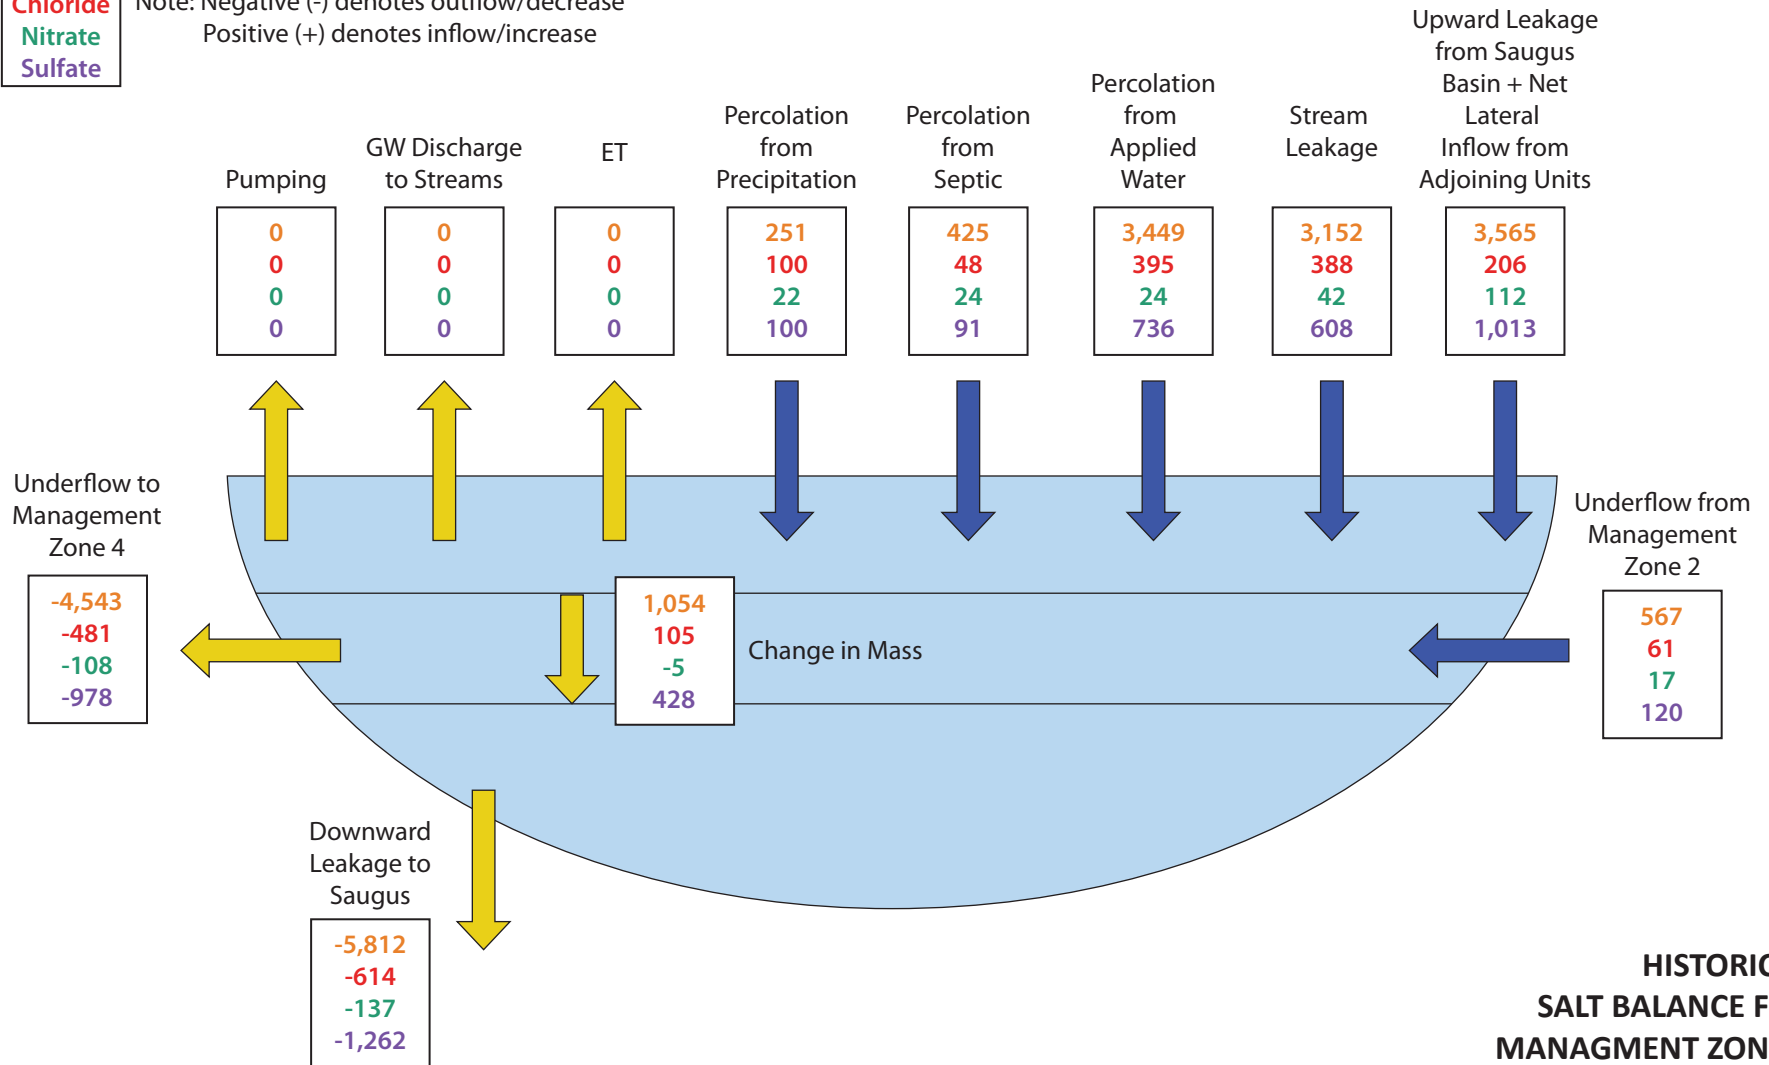 Chloride
Nitrate
Sulfate
Note: Negative (-) denotes outflow/decrease
Positive (+) denotes inflow/increase
Pumping
0
0
0
0
GW Discharge
to Streams
0
0
0
0
ET
0
0
0
0
Percolation
from
Precipitation
251
100
22
100
Percolation
from
Septic
425
48
24
91
Percolation
from
Applied
Water
3,449
395
24
736
Stream
Leakage
3,152
388
42
608
Upward Leakage
from Saugus
Basin + Net
Lateral
Inflow from
Adjoining Units
3,565
206
112
1,013
Underflow to
Management
Zone 4
-4,543
-481
-108
-978
1,054
105
-5
428
Change in Mass
Underflow from
Management
Zone 2
567
61
17
120
Downward
Leakage to
Saugus
-5,812
-614
-137
-1,262
SALT BALANCE
MANAGMENT